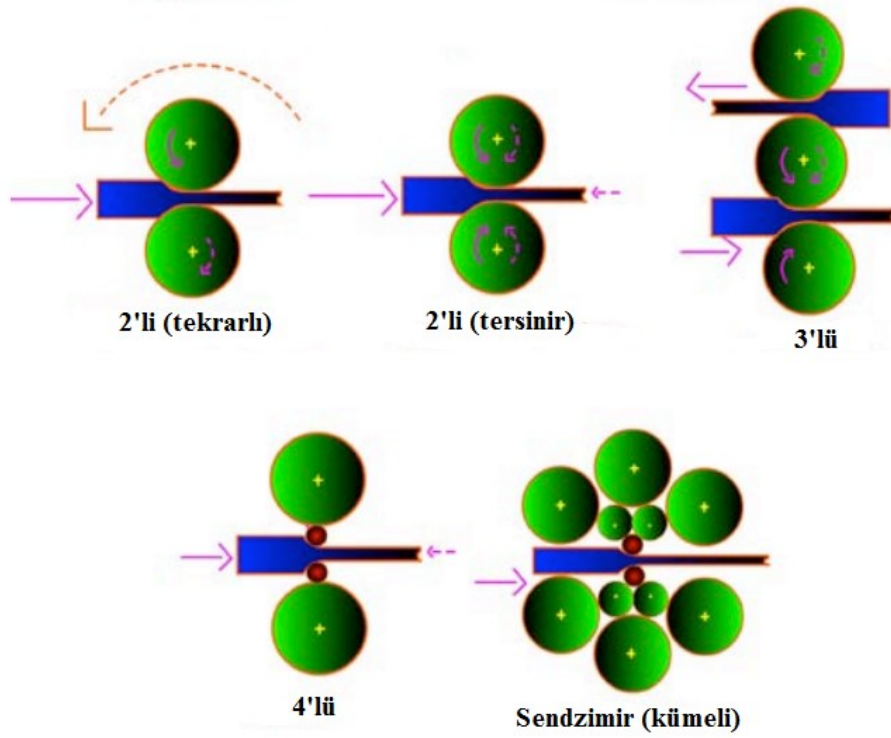 2'li (tekrarlı)
2'li (tersinir)
3'lü
4'lü
Sendzimir (kümeli)